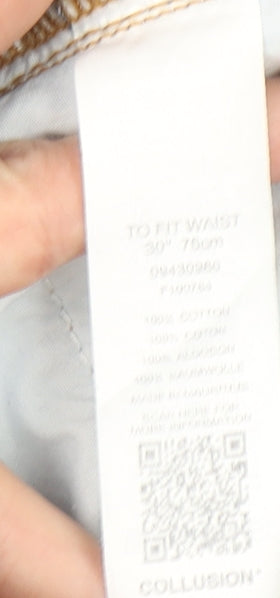 TO FIT WAIST
30" 76cm
09430960
F100764
100% COTTON
100% COTON
100% ALGODON
100% BAUMWOLLE
MADE IN MAURITIUS
SCAN HERE FOR
MORE INFORMATION
COLLUSION